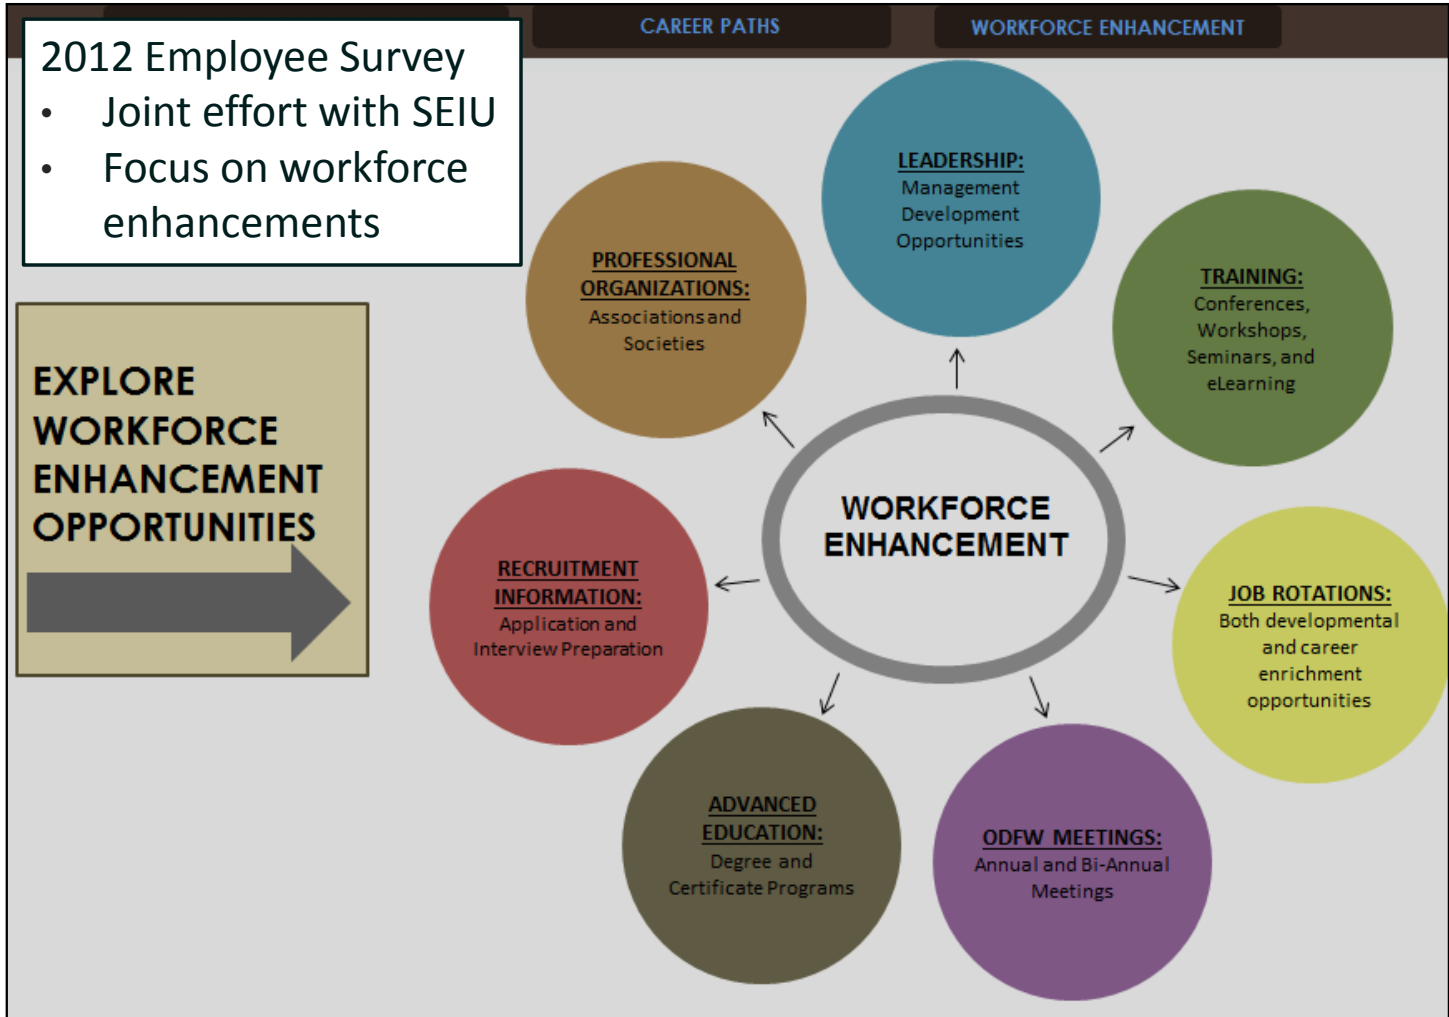 CAREER PATHS
WORKFORCE ENHANCEMENT
2012 Employee Survey
• Joint effort with SEIU
• Focus on workforce
enhancements
EXPLORE
WORKFORCE
ENHANCEMENT
OPPORTUNITIES
WORKFORCE
ENHANCEMENT
LEADERSHIP:
Management
Development
Opportunities
TRAINING:
Conferences,
Workshops,
Seminars, and
eLearning
JOB ROTATIONS:
Both developmental
and career
enrichment
opportunities
ODFW MEETINGS:
Annual and Bi-Annual
Meetings
ADVANCED
EDUCATION:
Degree and
Certificate Programs
RECRUITMENT
INFORMATION:
Application and
Interview Preparation
PROFESSIONAL
ORGANIZATIONS:
Associations and
Societies